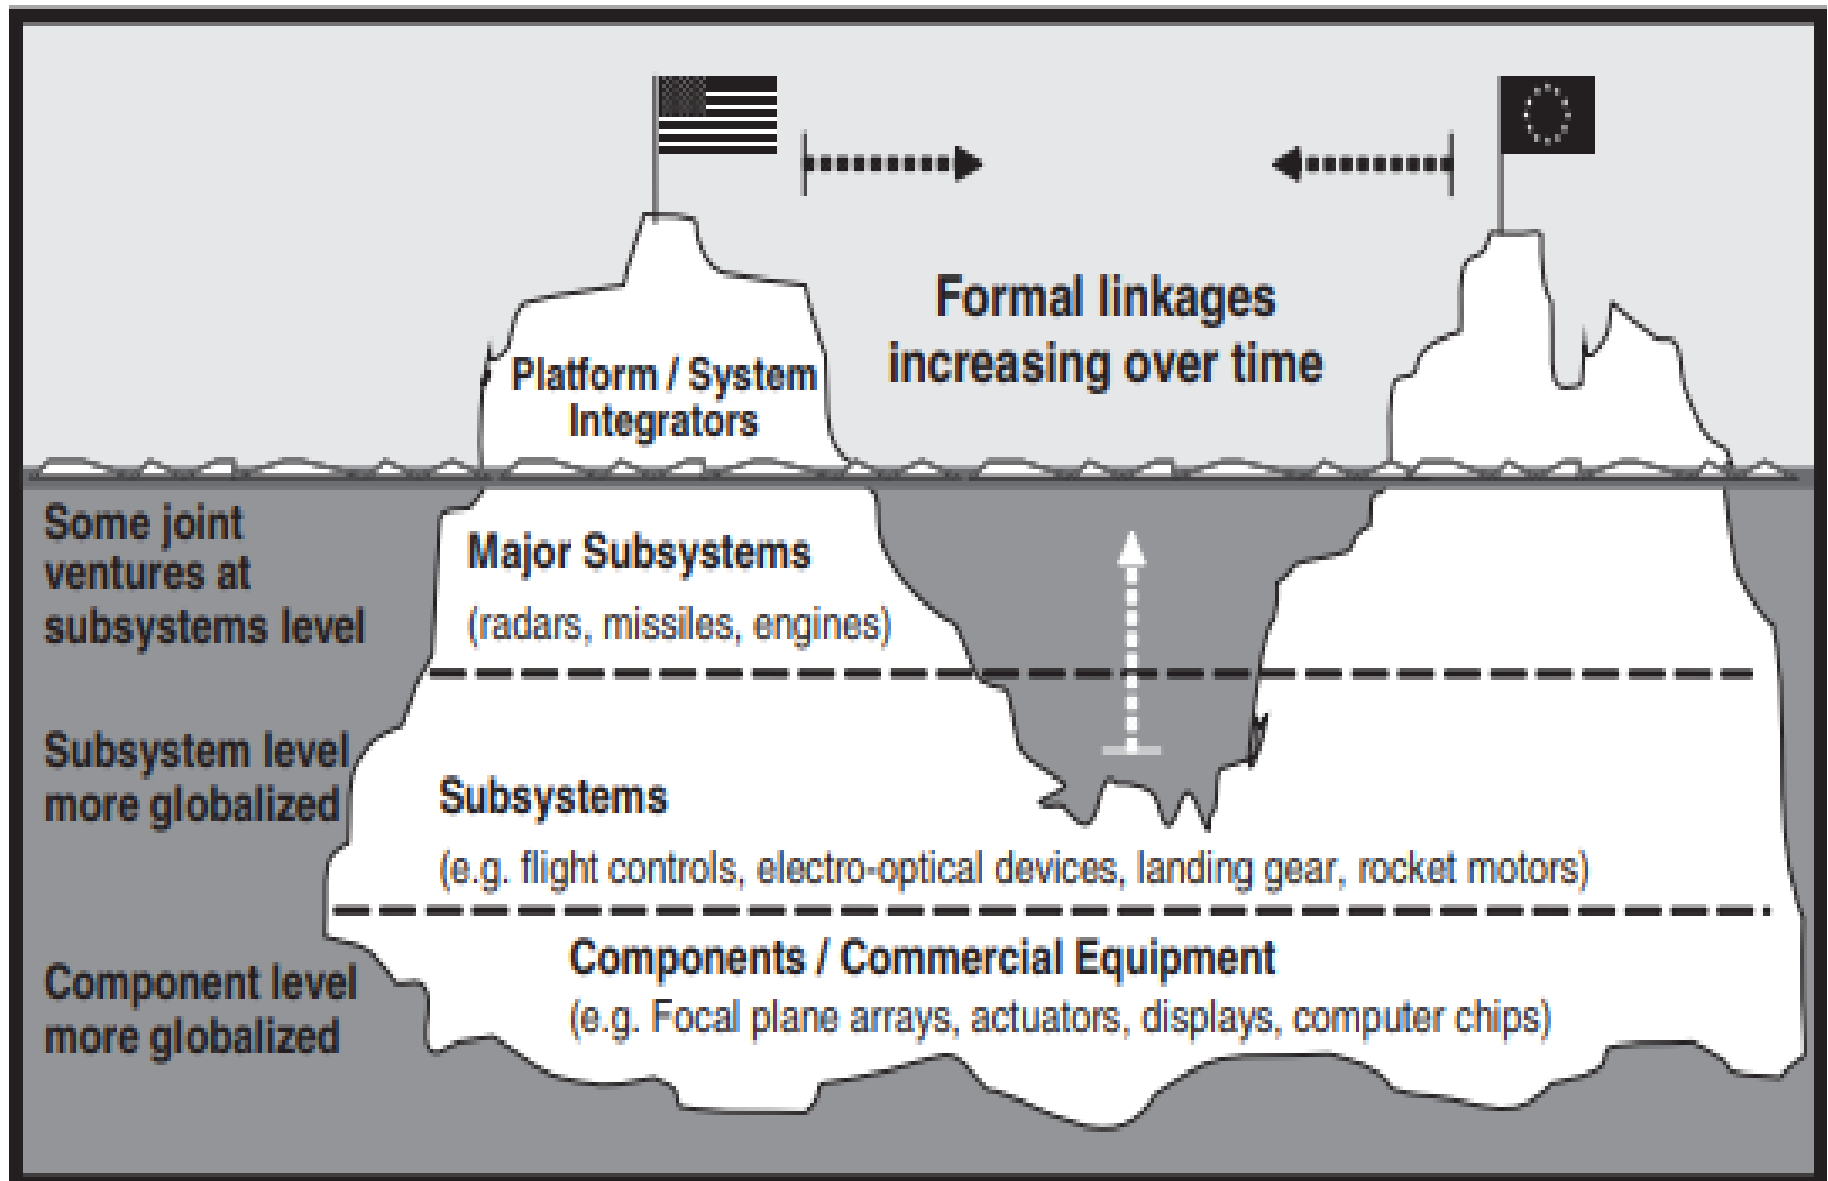 Formal linkages
increasing over time
Platform / System
Integrators
Some joint
ventures at
subsystems level
Major Subsystems
(radars, missiles, engines)
Subsystem level
more globalized
Subsystems
(e.g. flight controls, electro-optical devices, landing gear, rocket motors)
Component level
more globalized
Components / Commercial Equipment
(e.g. Focal plane arrays, actuators, displays, computer chips)